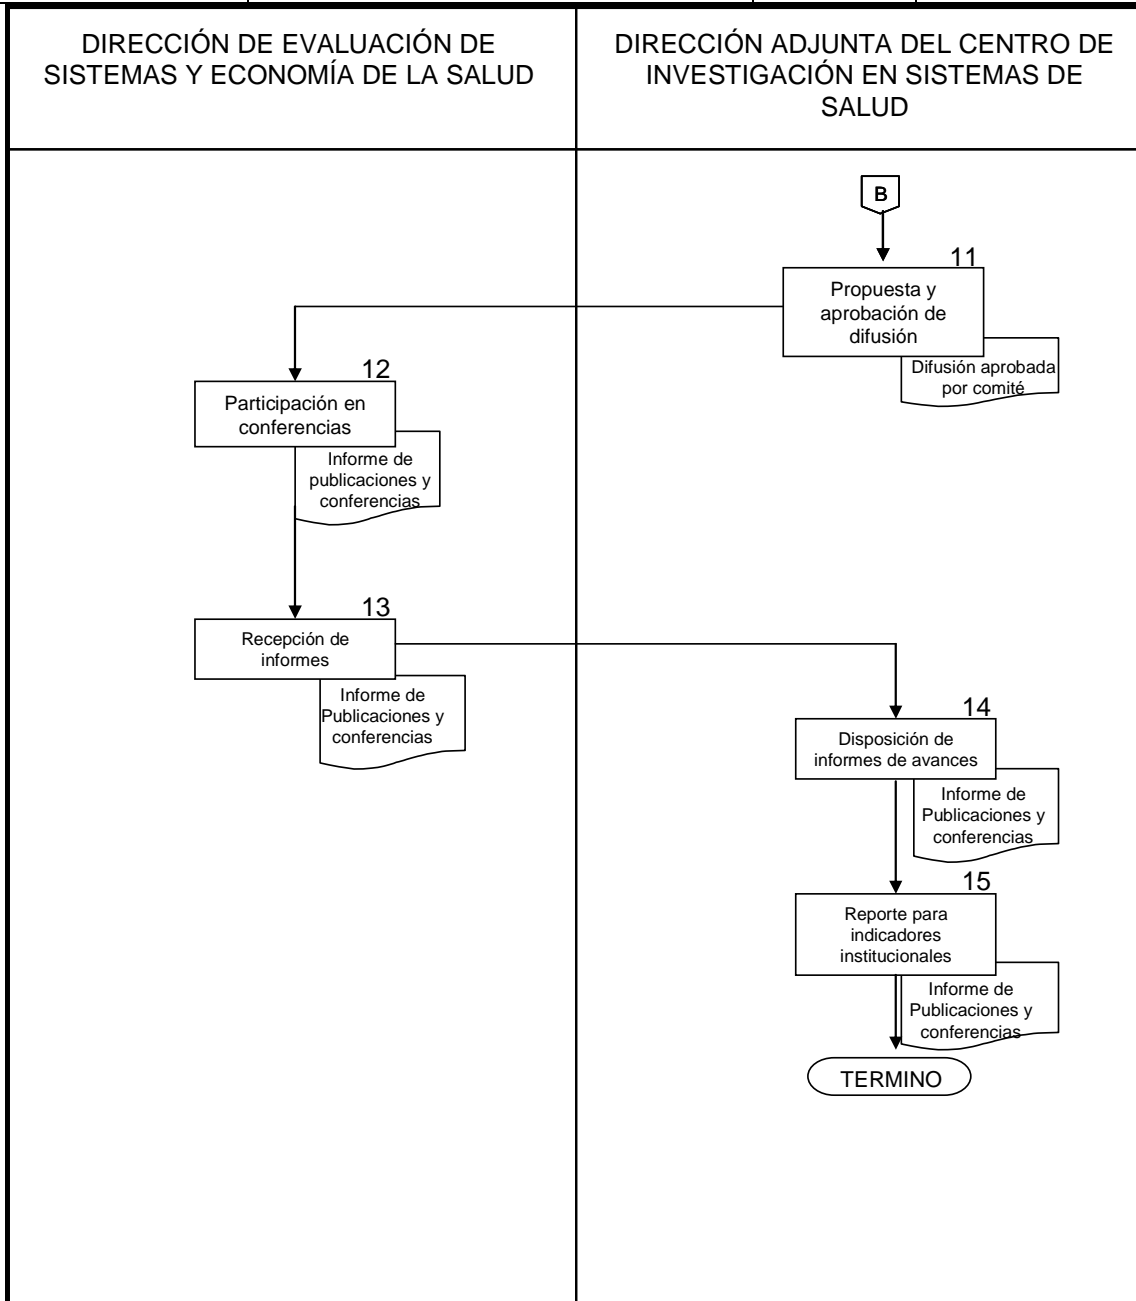 DIRECCIÓN DE EVALUACIÓN DE
SISTEMAS Y ECONOMÍA DE LA SALUD
DIRECCIÓN ADJUNTA DEL CENTRO DE
INVESTIGACIÓN EN SISTEMAS DE
SALUD
B
11
Propuesta y
aprobación de
difusión
Difusión aprobada
por comité
12
Participación en
conferencias
Informe de
publicaciones y
conferencias
13
Recepción de
informes
Informe de
Publicaciones y
conferencias
14
Disposición de
informes de avances
Informe de
Publicaciones y
conferencias
15
Reporte para
indicadores
institucionales
Informe de
Publicaciones y
conferencias
TERMINO